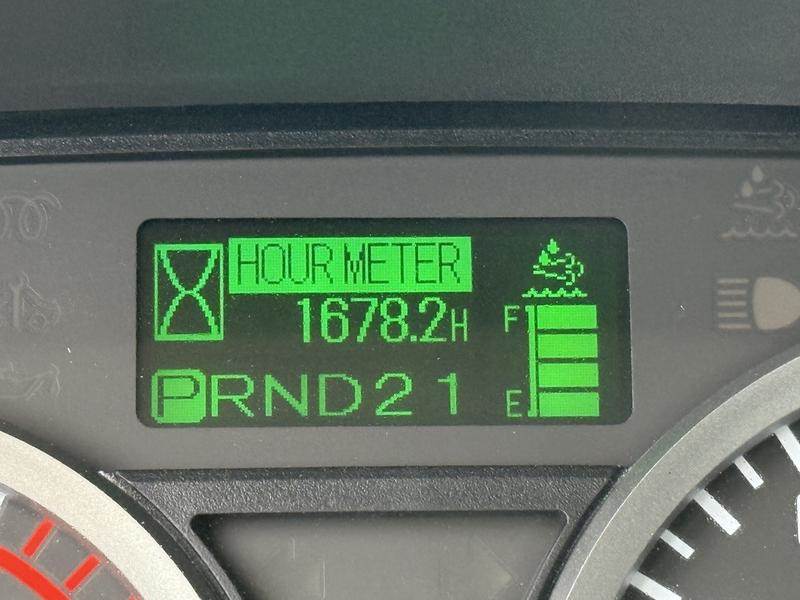 HOUR METER
1678.2H
PRND21
F
E